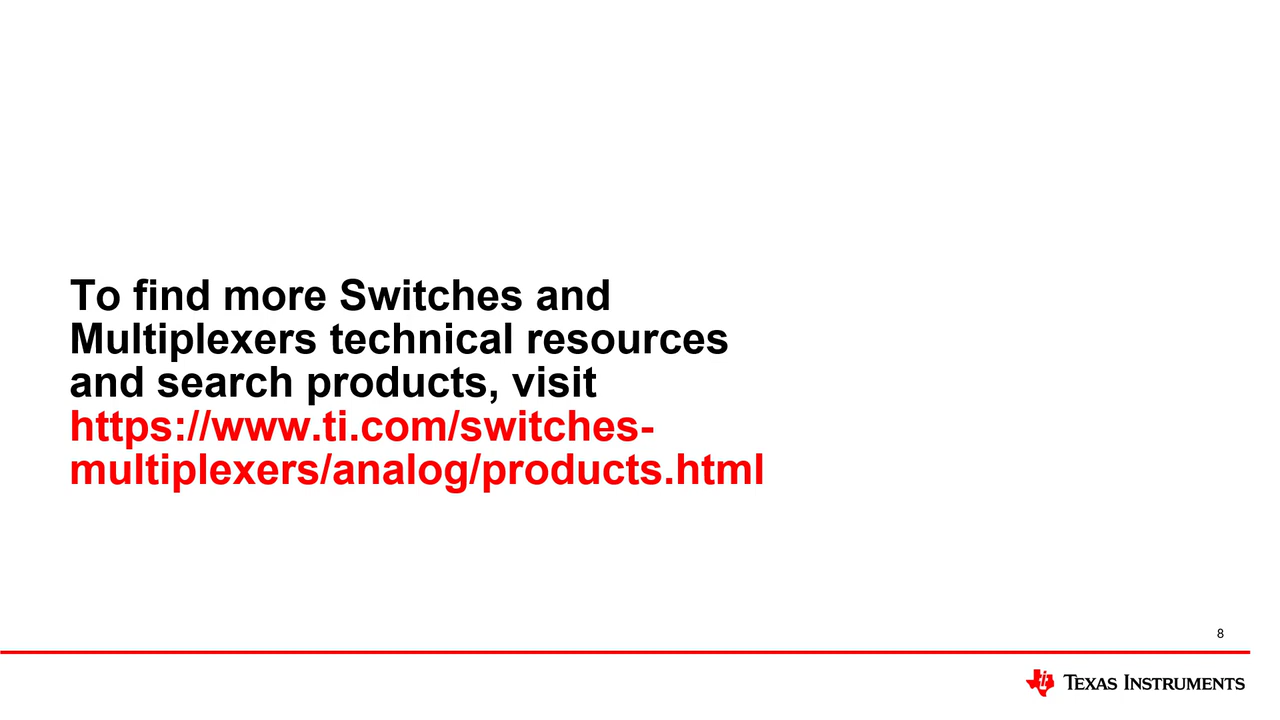 To find more Switches and
Multiplexers technical resources
and search products, visit
https://www.ti.com/switches-
multiplexers/analog/products.html
8
TEXAS INSTRUMENTS